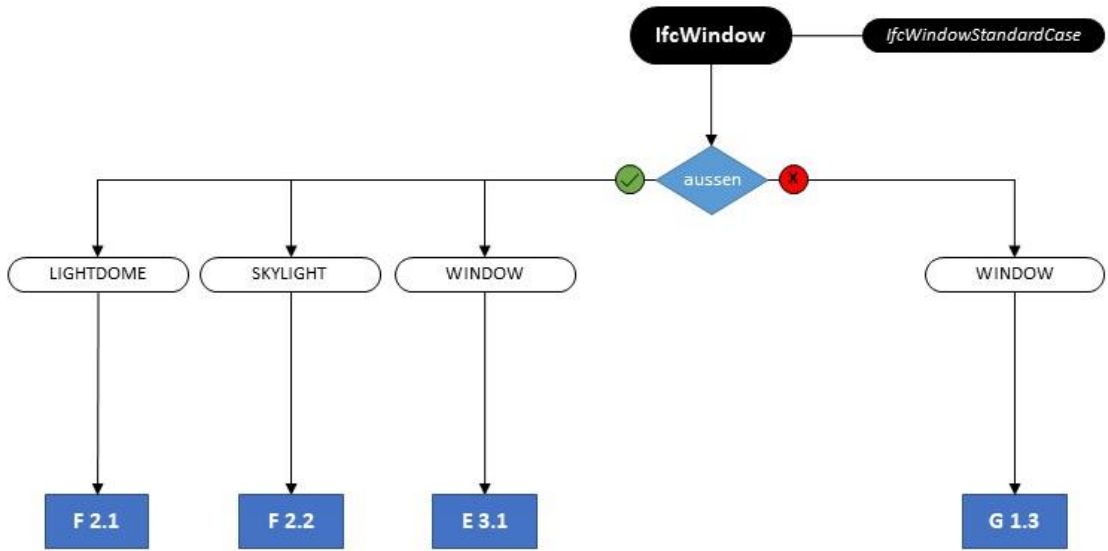 IfcWindow
IfcWindowStandardCase
aussen
X
LIGHTDOME
SKYLIGHT
WINDOW
WINDOW
F 2.1
F 2.2
E 3.1
G 1.3